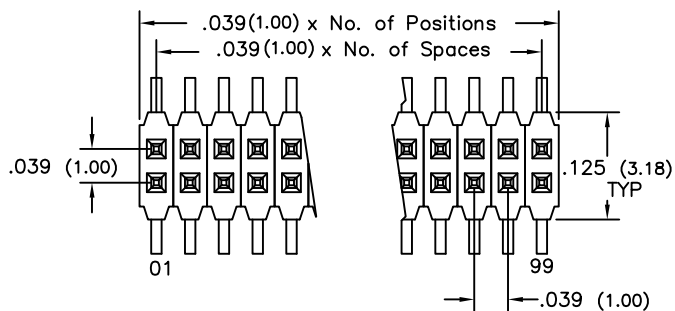 .039(1.00) x No. of Positions
.039(1.00) x No. of Spaces
.039 (1.00)
.125 (3.18)
TYP
01
99
.039 (1.00)